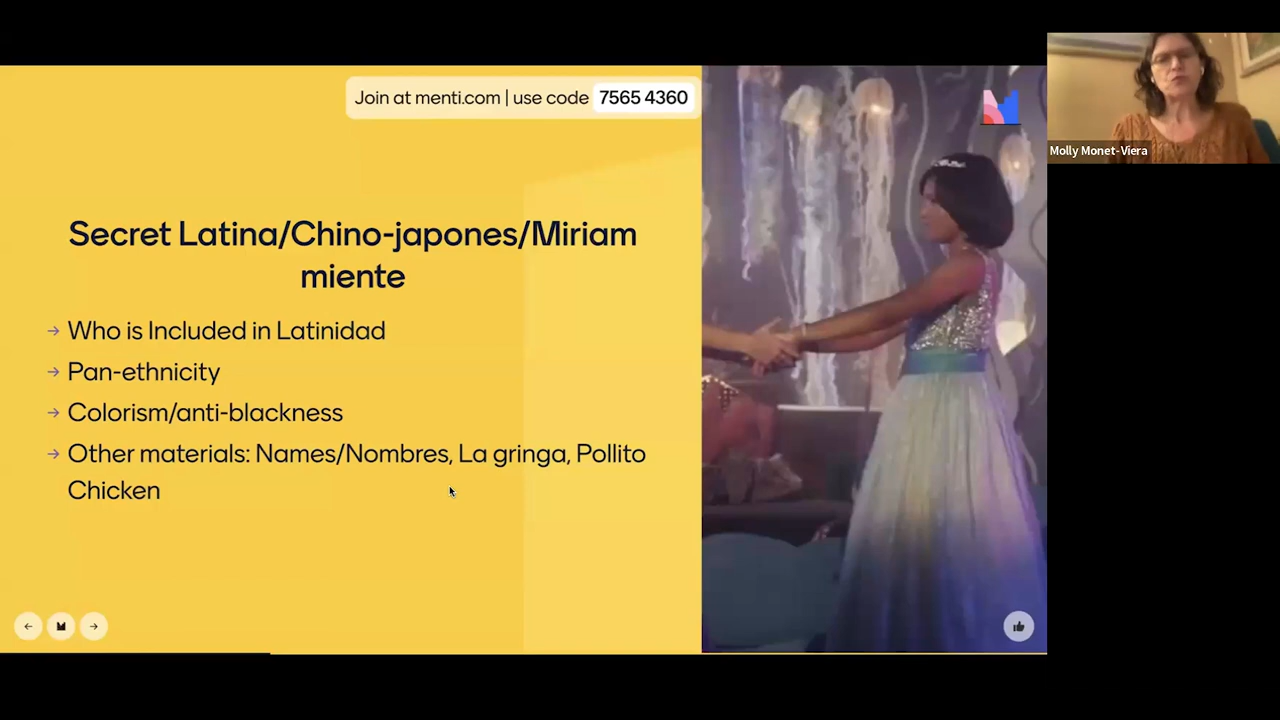 Join at menti.com | use code 7565 4360
Molly Monet-Viera
Secret Latina/Chino-japones/Miriam
miente
→ Who is Included in Latinidad
→ Pan-ethnicity
→ Colorism/anti-blackness
→ Other materials: Names/Nombres, La gringa, Pollito
Chicken